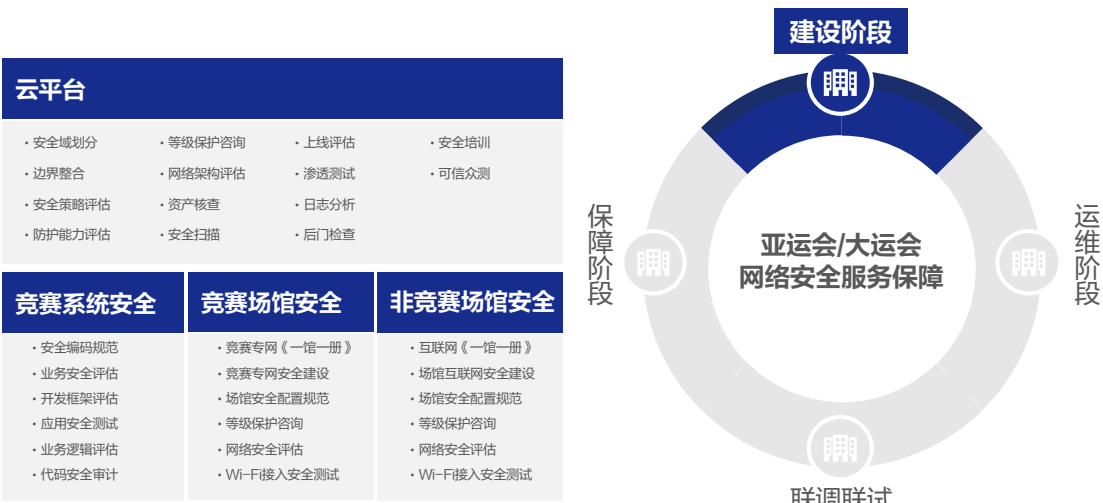 云平台
·安全域划分
·等级保护咨询
·上线评估
·安全培训
·边界整合
·网络架构评估
·渗透测试
·可信众测
·安全策略评估
·资产核查
·日志分析
·防护能力评估
·安全扫描
·后门检查
竞赛系统安全
·安全编码规范
·业务安全评估
·开发框架评估
·应用安全测试
·业务逻辑评估
·代码安全审计
竞赛场馆安全
·竞赛专网《一馆一册》
·竞赛专网安全建设
·场馆安全配置规范
·等级保护咨询
·网络安全评估
·Wi-Fi接入安全测试
非竞赛场馆安全
·互联网《一馆一册》
·场馆互联网安全建设
·场馆安全配置规范
·等级保护咨询
·网络安全评估
·Wi-Fi接入安全测试
建设阶段
保障阶段
亚运会/大运会
网络安全服务保障
运维阶段
联调联试